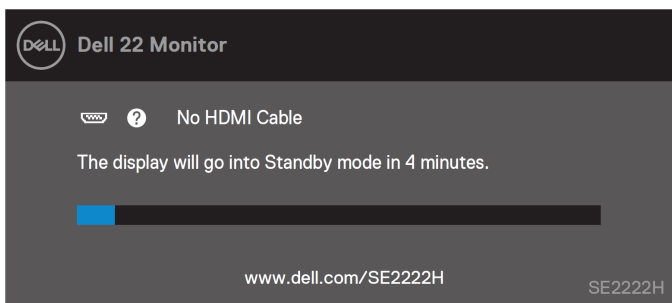 DELL Dell 22 Monitor
? No HDMI Cable
The display will go into Standby mode in 4 minutes.
www.dell.com/SE2222H
SE2222H